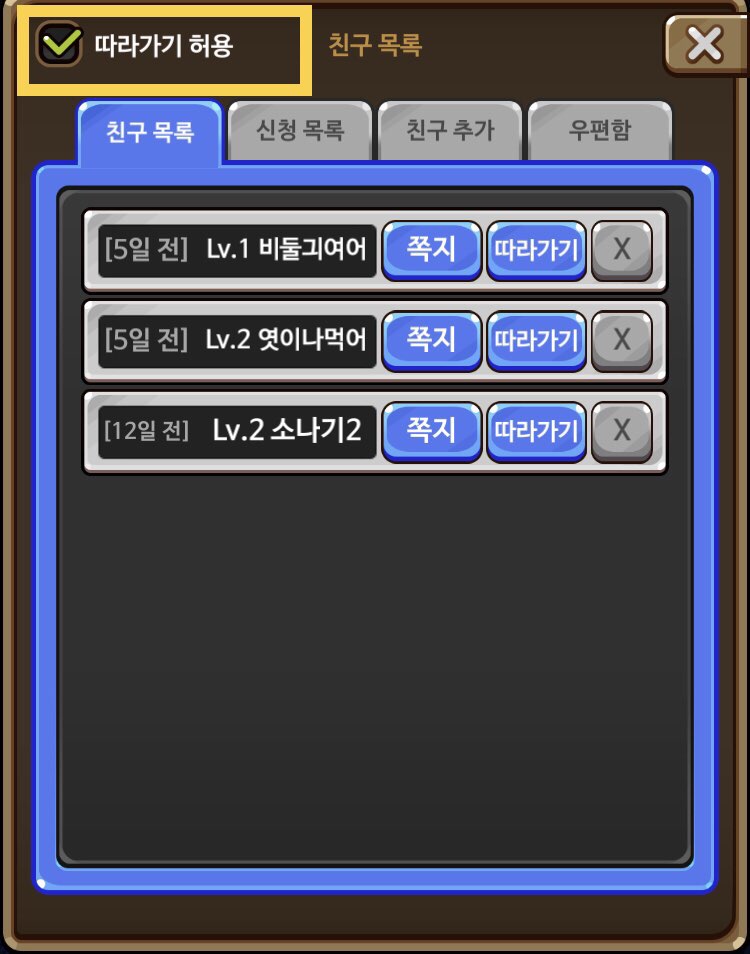 따라가기 허용 친구 목록
친구 목록 신청 목록 친구 추가 우편함
[5일 전] Lv.1 비둘긔여어 쪽지 따라가기 X
[5일 전] Lv.2 엿이나먹어 쪽지 따라가기 X
[12일 전] Lv.2 소나기2 쪽지 따라가기 X